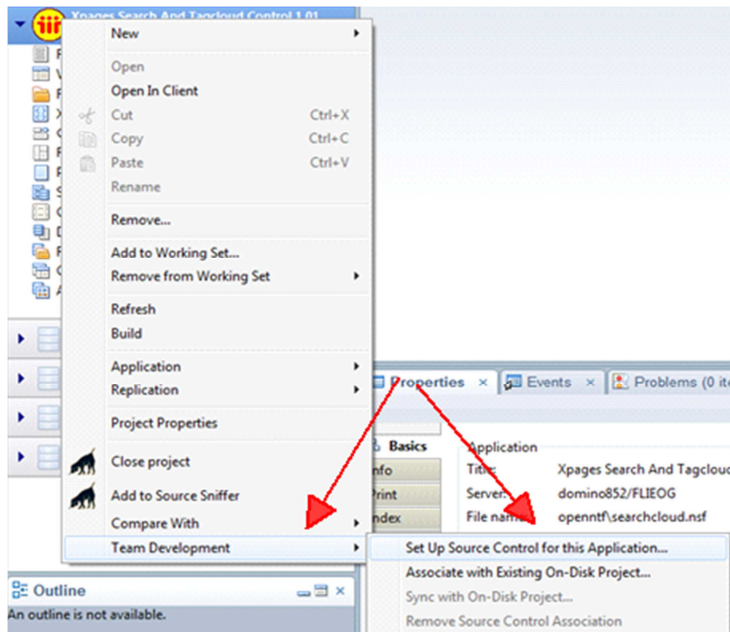 Xpages Search And Tagcloud Control 1.01
New
Open
Open In Client
Cut Ctrl+X
Copy Ctrl+C
Paste Ctrl+V
Rename
Remove...
Add to Working Set...
Remove from Working Set
Refresh
Build
Application
Replication
Project Properties
Close project
Add to Source Sniffer
Compare With
Team Development
Properties Events Problems (0 ite
Basics
Info
Print
Index
Application
Title: Xpages Search And Tagcloud
Server: domino852/FLIEOG
File name: openntf\searchcloud.nsf
Set Up Source Control for this Application...
Associate with Existing On-Disk Project...
Sync with On-Disk Project...
Remove Source Control Association
Outline
An outline is not available.